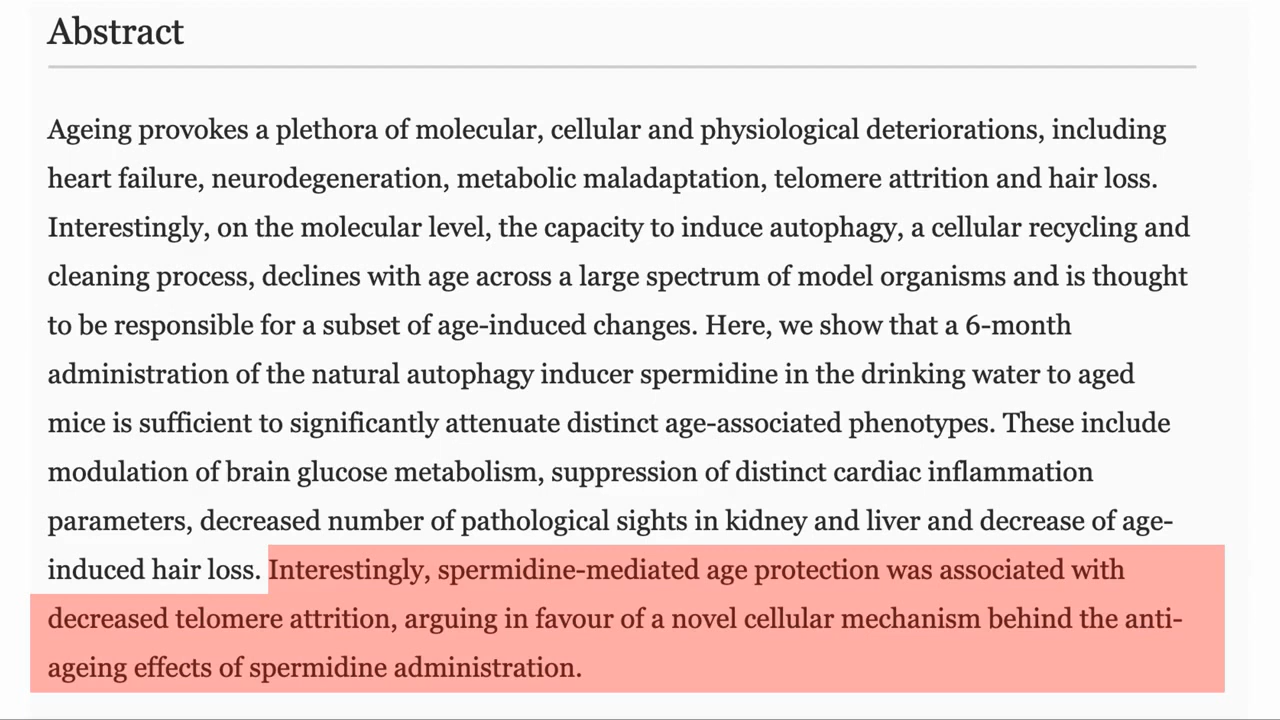 Abstract
Ageing provokes a plethora of molecular, cellular and physiological deteriorations, including
heart failure, neurodegeneration, metabolic maladaptation, telomere attrition and hair loss.
Interestingly, on the molecular level, the capacity to induce autophagy, a cellular recycling and
cleaning process, declines with age across a large spectrum of model organisms and is thought
to be responsible for a subset of age-induced changes. Here, we show that a 6-month
administration of the natural autophagy inducer spermidine in the drinking water to aged
mice is sufficient to significantly attenuate distinct age-associated phenotypes. These include
modulation of brain glucose metabolism, suppression of distinct cardiac inflammation
parameters, decreased number of pathological sights in kidney and liver and decrease of age-
induced hair loss. Interestingly, spermidine-mediated age protection was associated with
decreased telomere attrition, arguing in favour of a novel cellular mechanism behind the anti-
ageing effects of spermidine administration.